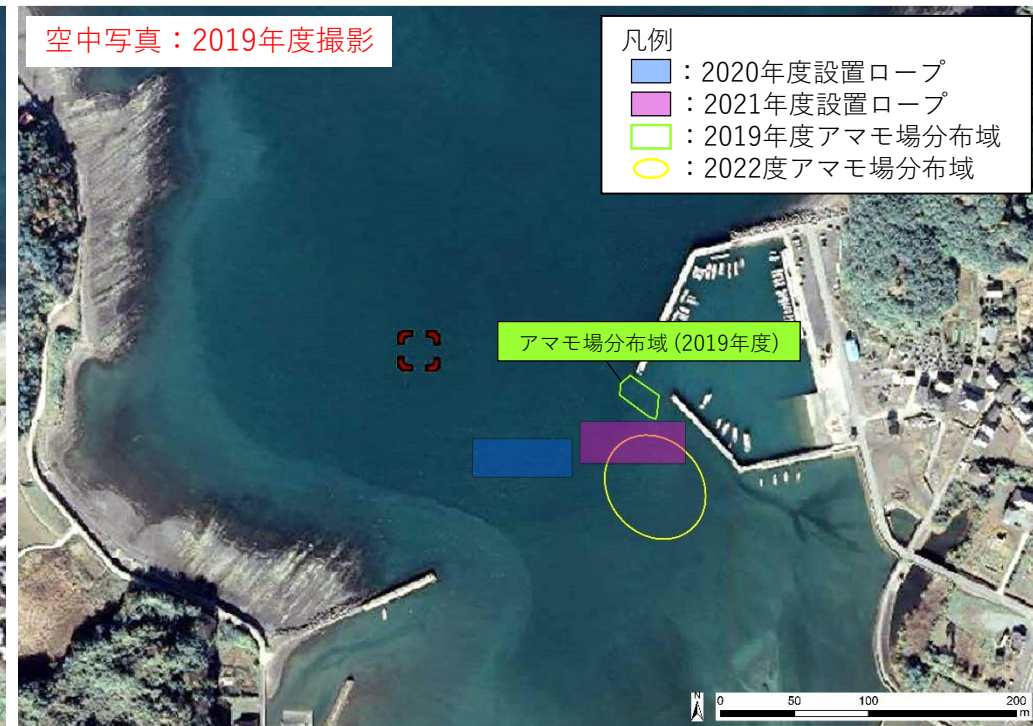 空中写真：2019年度撮影
凡例
：2020年度設置ロープ
：2021年度設置ロープ
：2019年度アマモ場分布域
：2022度アマモ場分布域
アマモ場分布域 (2019年度)
N
0 50 100 200
m